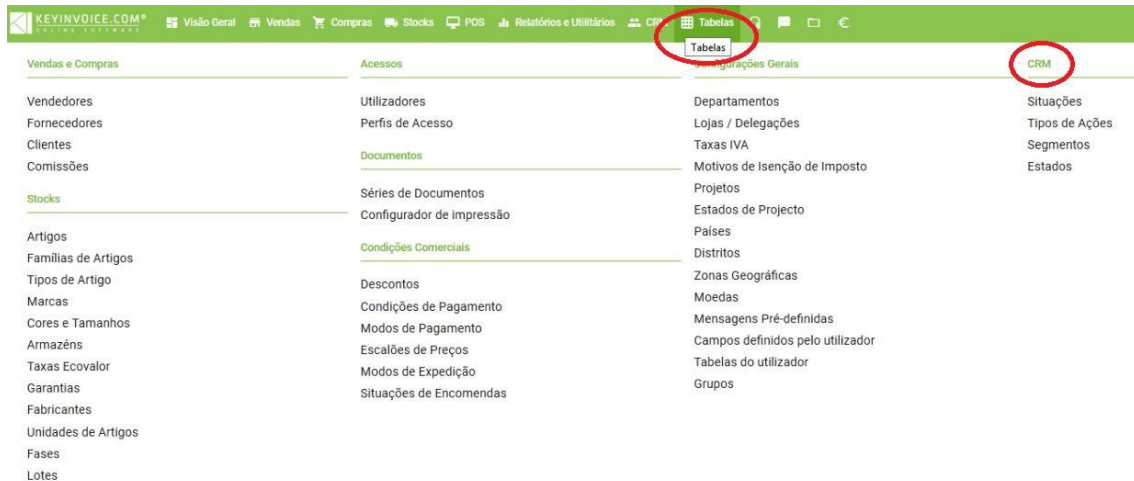 KEYINVOICE.COM®
ONLINE SOFTWARE
Visão Geral Vendas Compras Stocks POS Relatórios e Utilitários CRM Tabelas €
Tabelas
Vendas e Compras
Vendedores
Fornecedores
Clientes
Comissões
Stocks
Artigos
Famílias de Artigos
Tipos de Artigo
Marcas
Cores e Tamanhos
Armazéns
Taxas Ecovalor
Garantias
Fabricantes
Unidades de Artigos
Fases
Lotes
Acessos
Utilizadores
Perfis de Acesso
Documentos
Séries de Documentos
Configurador de impressão
Condições Comerciais
Descontos
Condições de Pagamento
Modos de Pagamento
Escalões de Preços
Modos de Expedição
Situações de Encomendas
Configurações Gerais
Departamentos
Lojas / Delegações
Taxas IVA
Motivos de Isenção de Imposto
Projetos
Estados de Projecto
Países
Distritos
Zonas Geográficas
Moedas
Mensagens Pré-definidas
Campos definidos pelo utilizador
Tabelas do utilizador
Grupos
CRM
Situações
Tipos de Ações
Segmentos
Estados